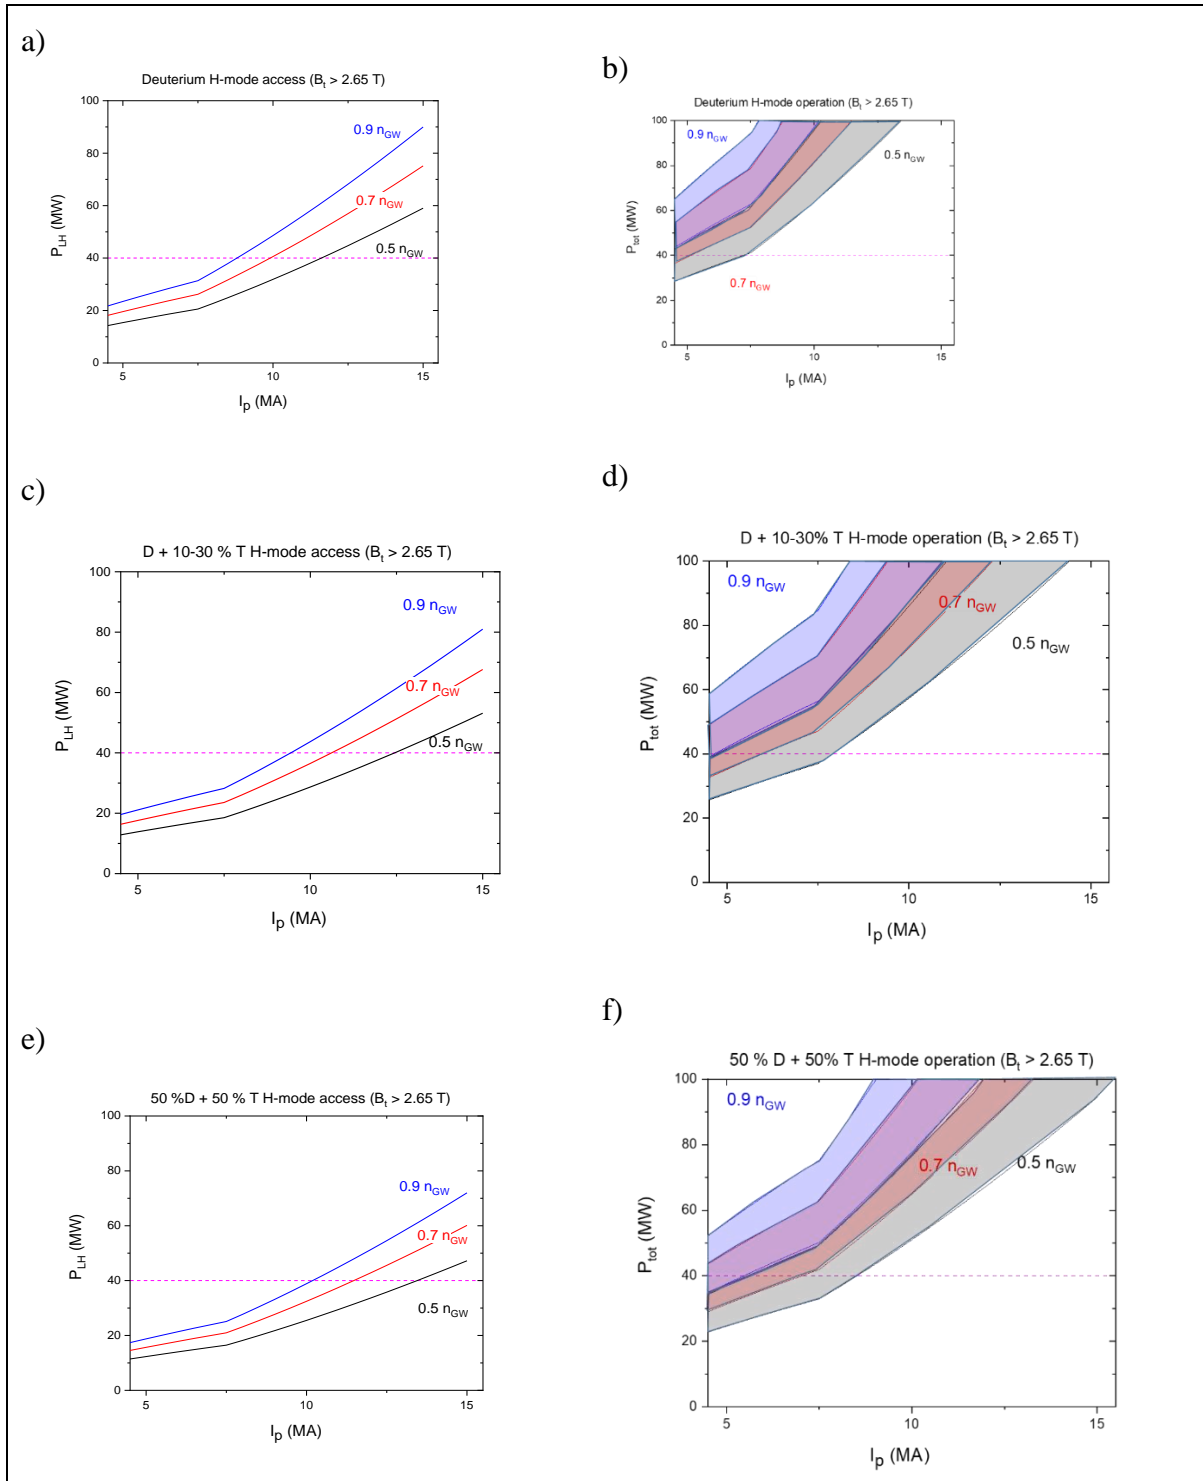 a)
Deuterium H-mode access (Bt > 2.65 T)
100
80
60
40
20
0
PLH (MW)
0.9 nGW
0.7 nGW
0.5 nGW
5
10
15
Ip (MA)
b)
Deuterium H-mode operation (Bt > 2.65 T)
100
80
60
40
20
0
Ptot (MW)
0.9 nGW
0.5 nGW
0.7 nGW
5
10
15
Ip (MA)
c)
D + 10-30 % T H-mode access (Bt > 2.65 T)
100
80
60
40
20
0
PLH (MW)
0.9 nGW
0.7 nGW
0.5 nGW
5
10
15
Ip (MA)
d)
D + 10-30% T H-mode operation (Bt > 2.65 T)
100
80
60
40
20
0
Ptot (MW)
0.9 nGW
0.7 nGW
0.5 nGW
5
10
15
Ip (MA)
e)
50 %D + 50 % T H-mode access (Bt > 2.65 T)
100
80
60
40
20
0
PLH (MW)
0.9 nGW
0.7 nGW
0.5 nGW
5
10
15
Ip (MA)
f)
50 % D + 50% T H-mode operation (Bt > 2.65 T)
100
80
60
40
20
0
Ptot (MW)
0.9 nGW
0.7 nGW
0.5 nGW
5
10
15
Ip (MA)